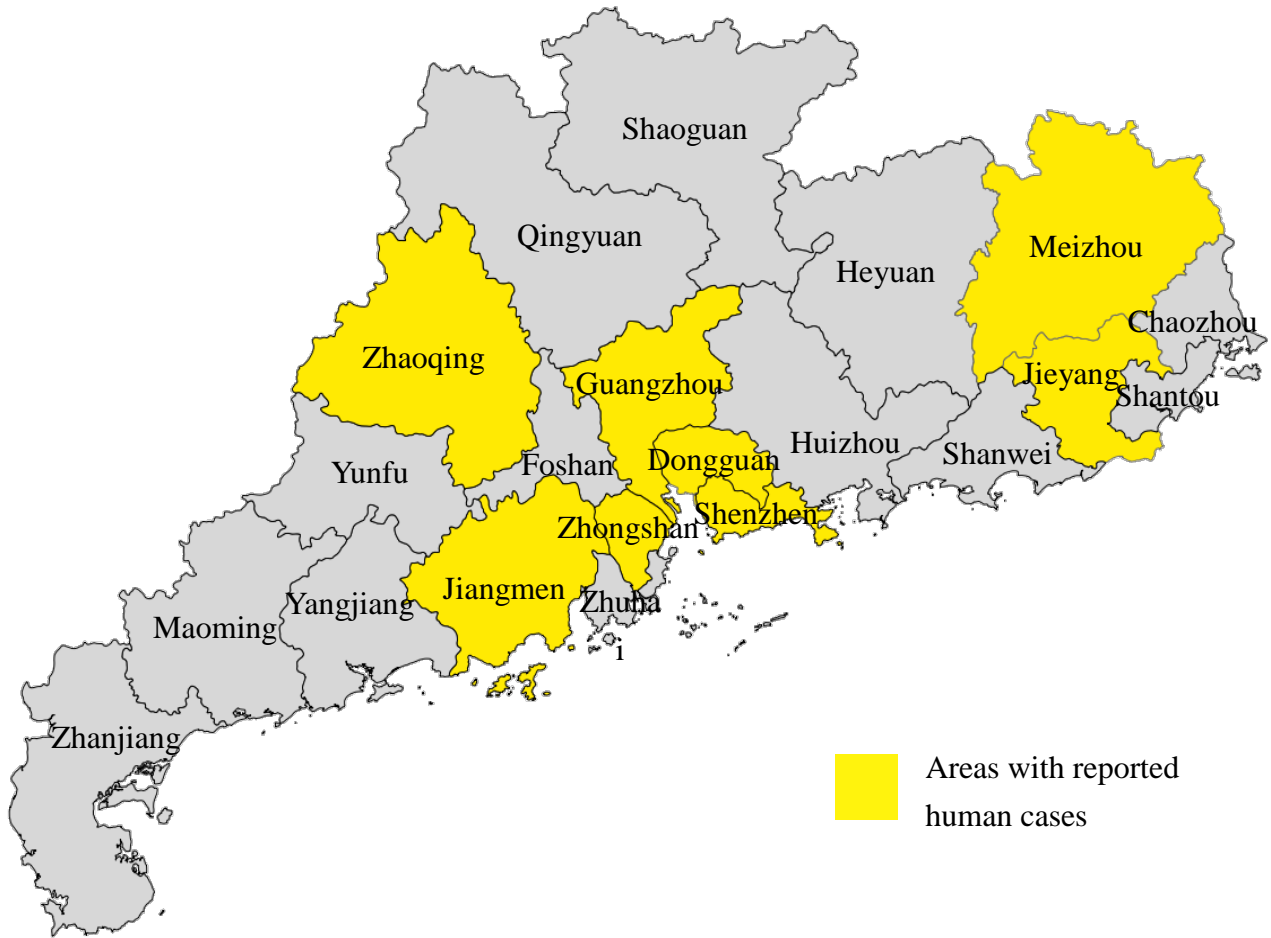 Shaoguan
Qingyuan
Meizhou
Heyuan
Chaozhou
Zhaoqing
Guangzhou
Jieyang
Shantou
Huizhou
Shanwei
Foshan
Dongguan
Yunfu
Shenzhen
Zhongshan
Jiangmen
Yangjiang
Zhuha
i
Maoming
Zhanjiang
Areas with reported
human cases